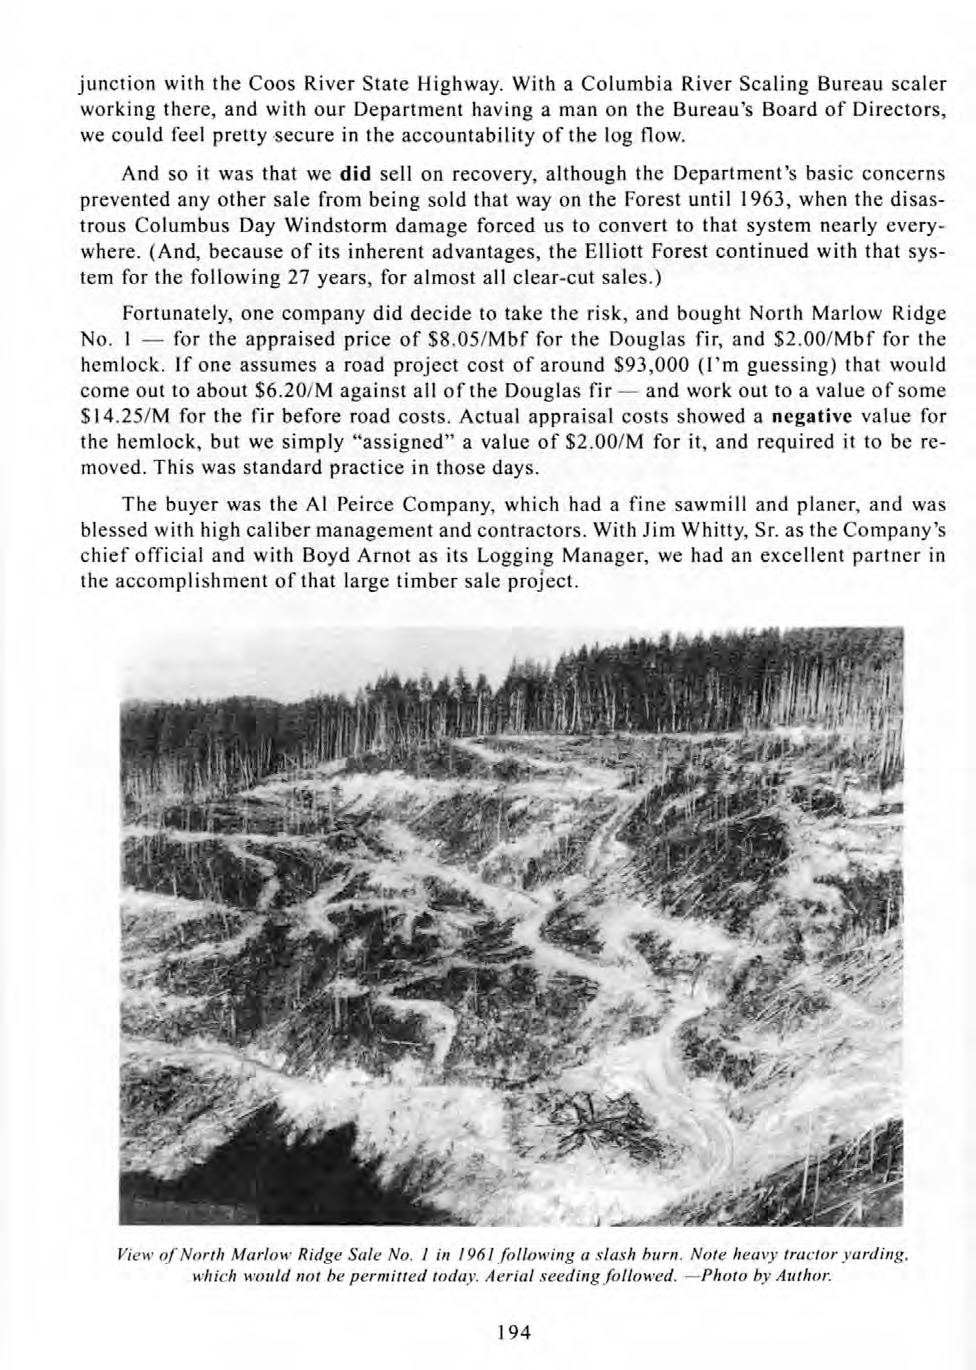 junction with the Coos River State Highway. With a Columbia River Scaling Bureau scaler
working there, and with our Department having a man on the Bureau's Board of Directors,
we could feel pretty secure in the accountability of the log flow.
And so it was that we did sell on recovery, although the Department's basic concerns
prevented any other sale from being sold that way on the Forest until 1963, when the disas-
trous Columbus Day Windstorm damage forced us to convert to that system nearly every-
where. (And, because of its inherent advantages, the Elliott Forest continued with that sys-
tem for the following 27 years, for almost all clear-cut sales.)
Fortunately, one company did decide to take the risk, and bought North Marlow Ridge
No. 1 — for the appraised price of $8.05/Mbf for the Douglas fir, and $2.00/Mbf for the
hemlock. If one assumes a road project cost of around $93,000 (I'm guessing) that would
come out to about $6.20/M against all of the Douglas fir — and work out to a value of some
$14.25/M for the fir before road costs. Actual appraisal costs showed a negative value for
the hemlock, but we simply “assigned” a value of $2.00/M for it, and required it to be re-
moved. This was standard practice in those days.
The buyer was the Al Peirce Company, which had a fine sawmill and planer, and was
blessed with high caliber management and contractors. With Jim Whitty, Sr. as the Company's
chief official and with Boyd Arnot as its Logging Manager, we had an excellent partner in
the accomplishment of that large timber sale project.
View of North Marlow Ridge Sale No. 1 in 1961 following a slash burn. Note heavy tractor yarding,
which would not be permitted today. Aerial seeding followed. —Photo by Author.
194